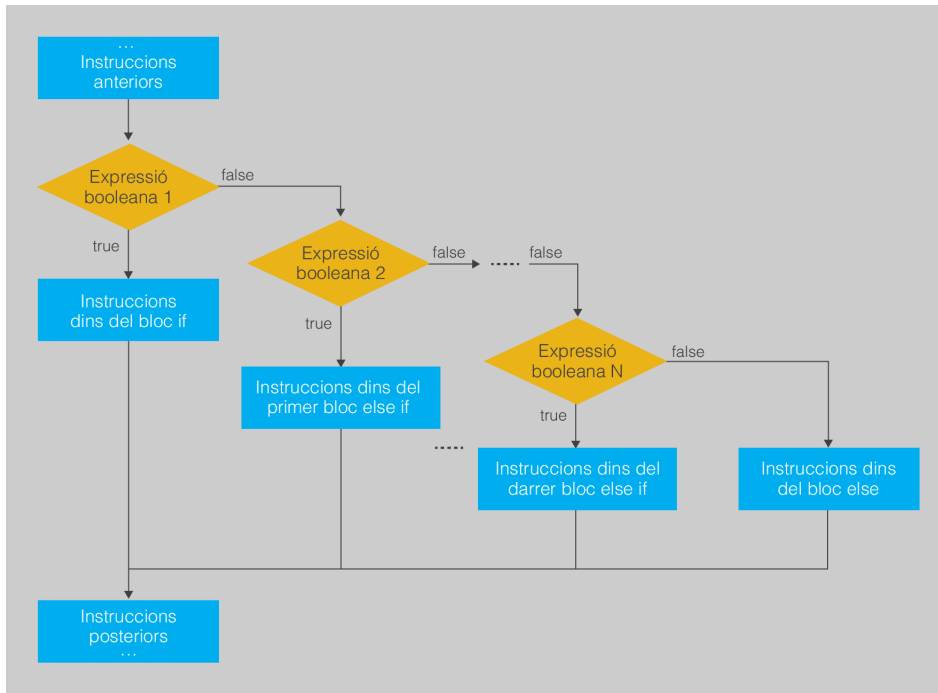 ...
Instruccions
anteriors
Expressió
booleana 1
false
true
Instruccions
dins del bloc if
Expressió
booleana 2
false
false
true
Instruccions dins del
primer bloc else if
Expressió
booleana N
false
true
Instruccions dins del
darrer bloc else if
Instruccions dins
del bloc else
Instruccions
posteriors
...